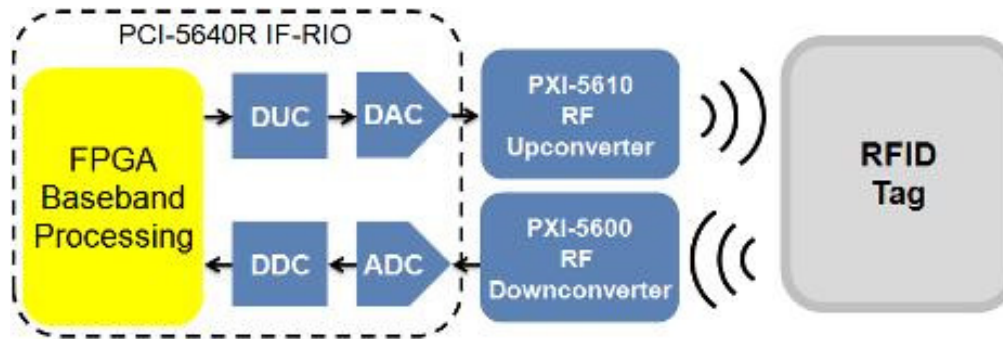 PCI-5640R IF-RIO
FPGA
Baseband
Processing
DUC
DAC
PXI-5610
RF
Upconverter
RFID
Tag
DDC
ADC
PXI-5600
RF
Downconverter